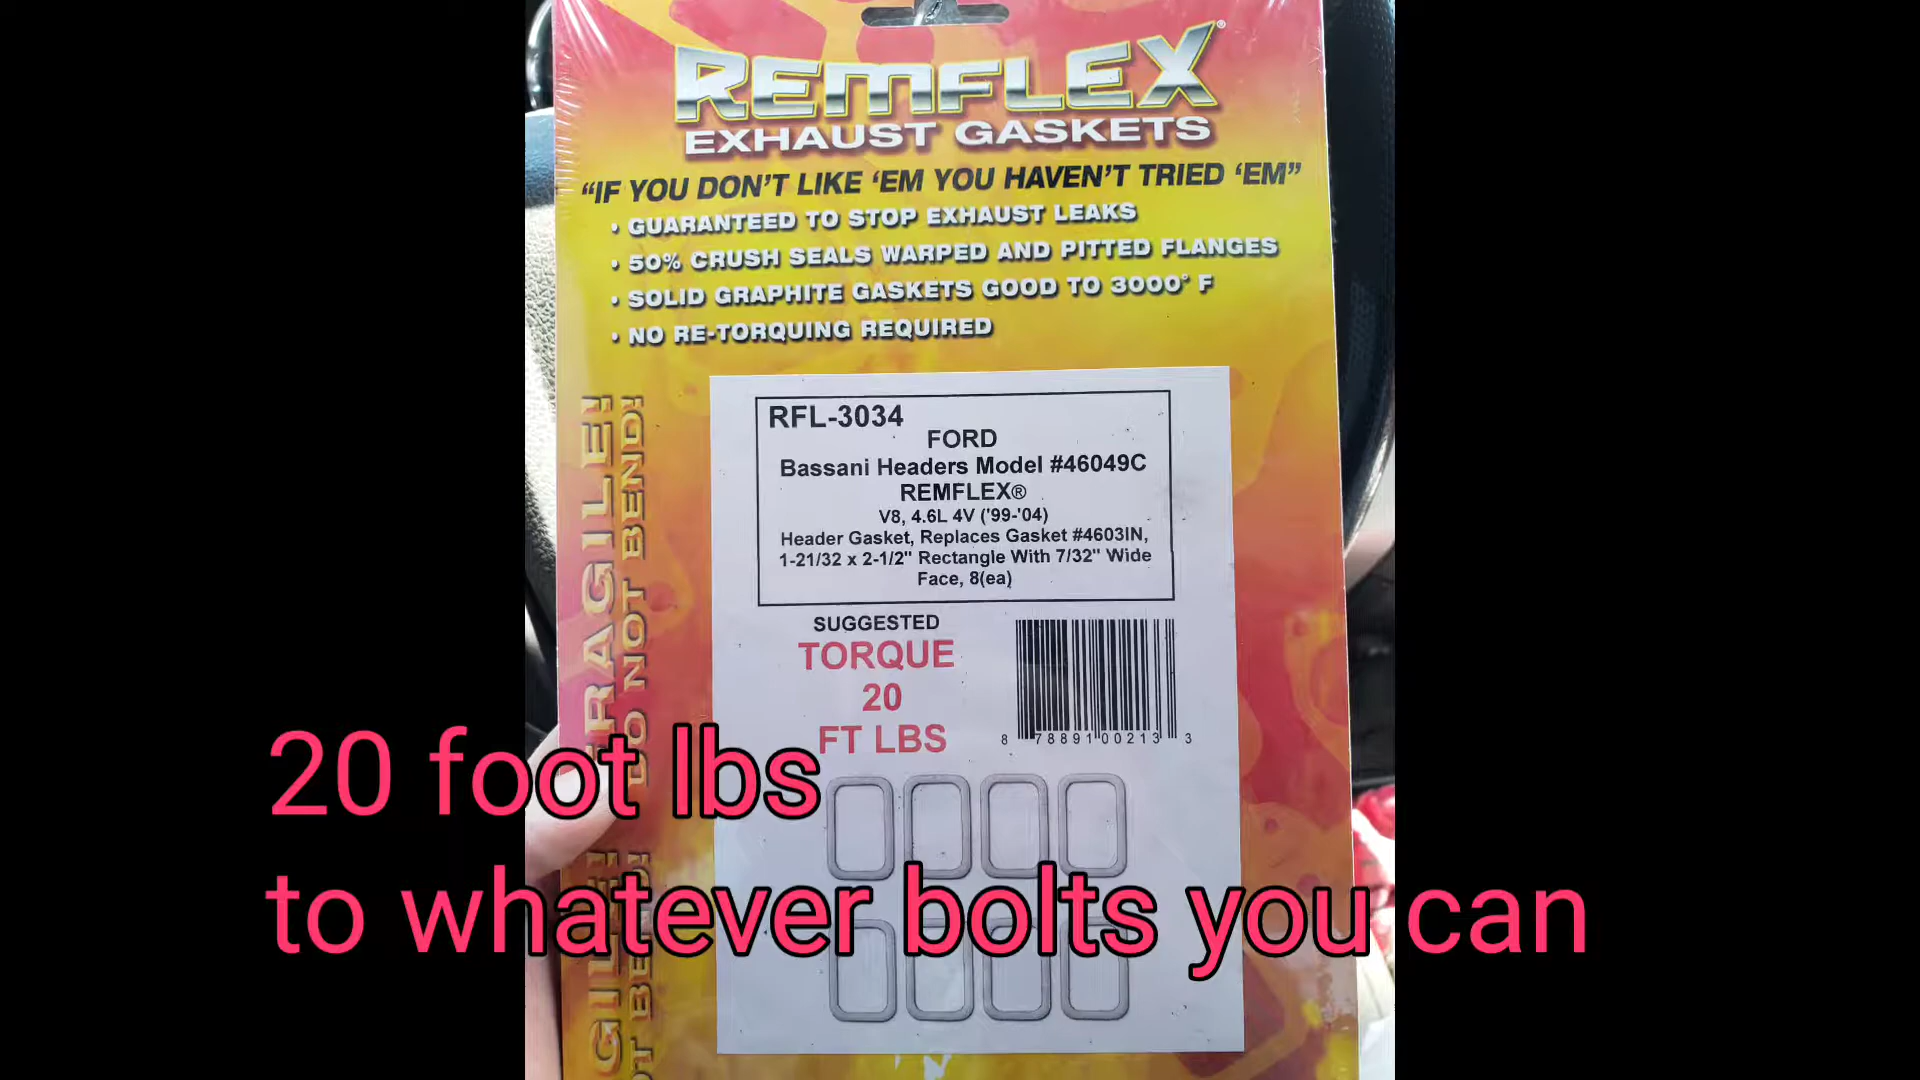 REMFLEX®
EXHAUST GASKETS
"IF YOU DON'T LIKE 'EM YOU HAVEN'T TRIED 'EM"
• GUARANTEED TO STOP EXHAUST LEAKS
• 50% CRUSH SEALS WARPED AND PITTED FLANGES
• SOLID GRAPHITE GASKETS GOOD TO 3000° F
• NO RE-TORQUING REQUIRED
FRAGILE!
DO NOT BEND!
RFL-3034
FORD
Bassani Headers Model #46049C
REMFLEX®
V8, 4.6L 4V ('99-'04)
Header Gasket, Replaces Gasket #4603IN,
1-21/32 x 2-1/2" Rectangle With 7/32" Wide
Face, 8(ea)
SUGGESTED
TORQUE
20
FT LBS
8 78891 00213 3
20 foot lbs
to whatever bolts you can